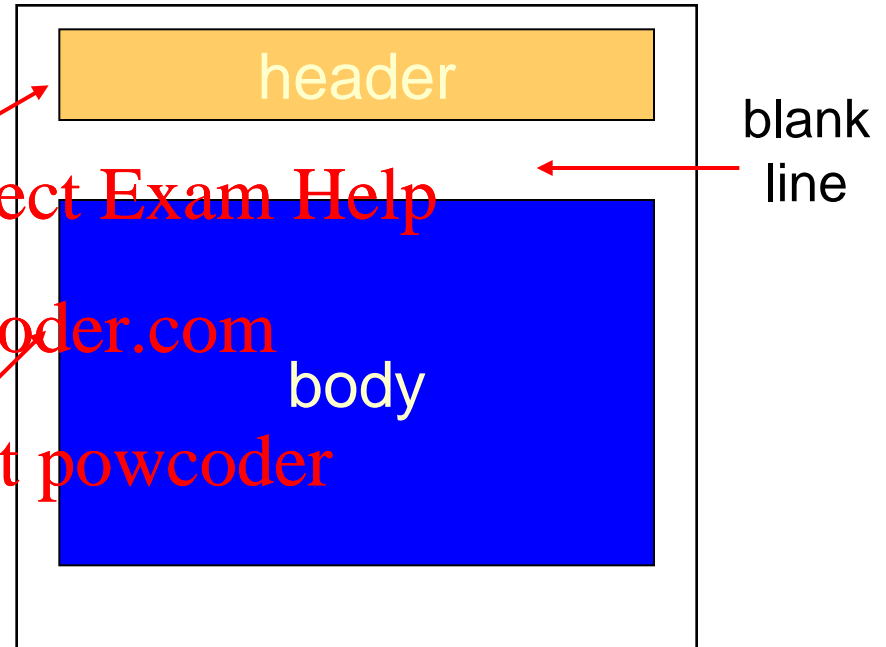 header
blank
line
ect Exam Help
oder.com
body
t powcoder